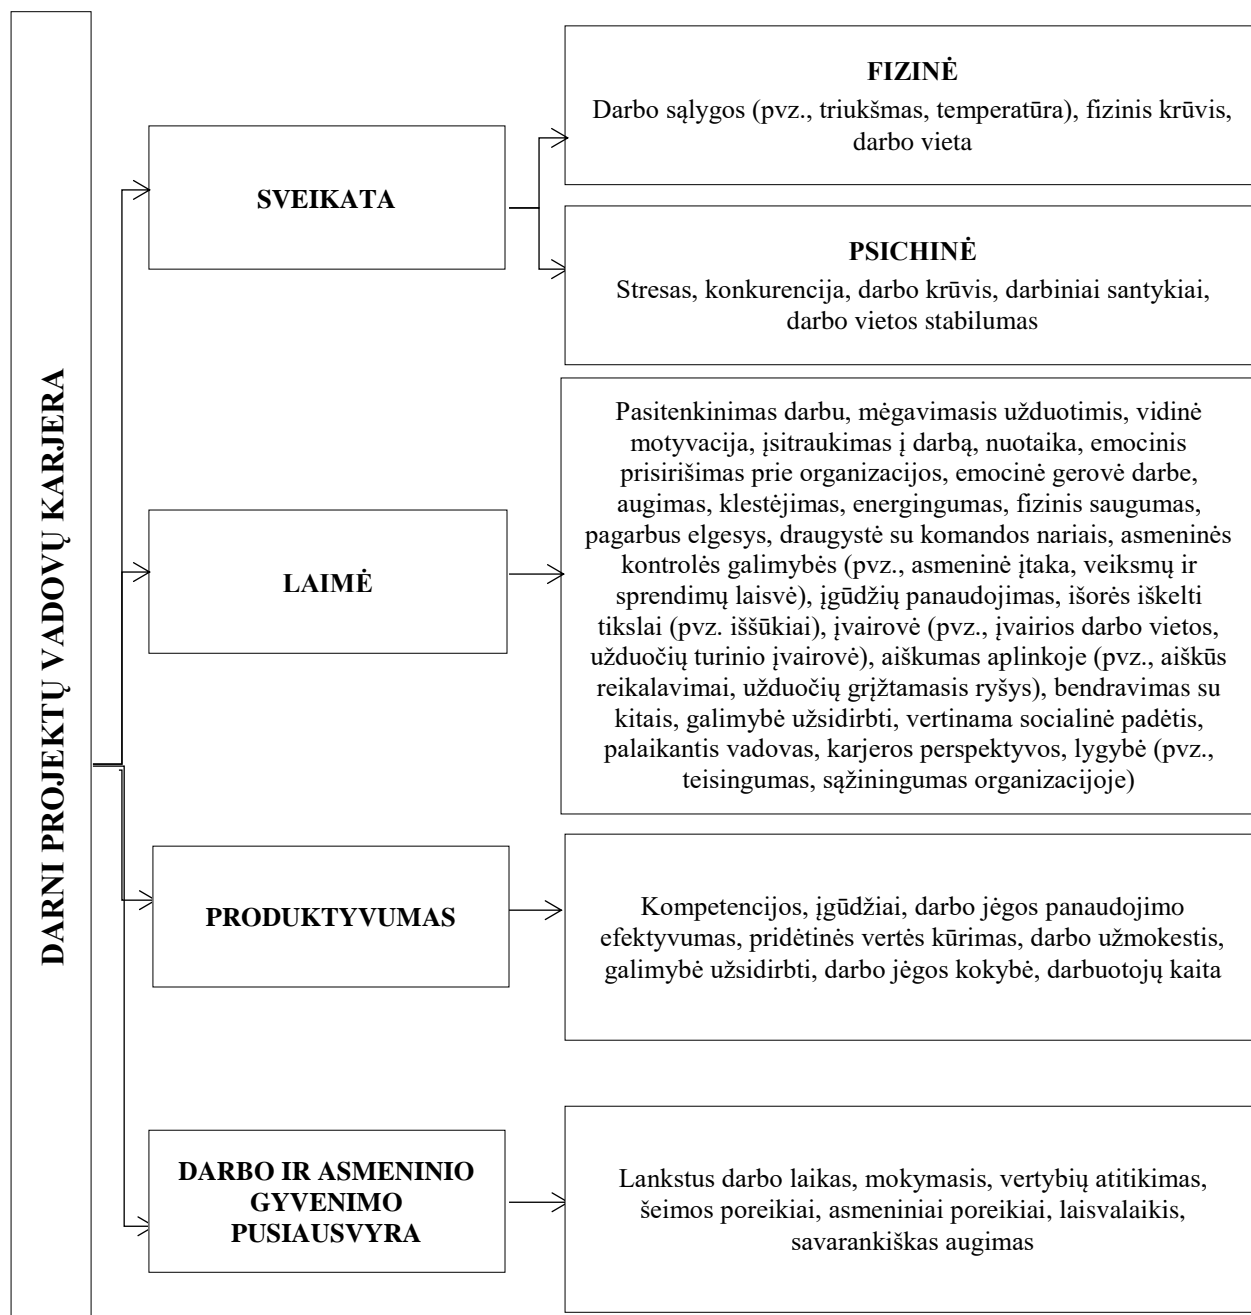 DARNI PROJEKTŲ VADOVŲ KARJERA
SVEIKATA
FIZINĖ
Darbo sąlygos (pvz., triukšmas, temperatūra), fizinis krūvis,
darbo vieta
PSICHINĖ
Stresas, konkurencija, darbo krūvis, darbiniai santykiai,
darbo vietos stabilumas
LAIMĖ
Pasitenkinimas darbu, mėgavimasis užduotimis, vidinė
motyvacija, įsitraukimas į darbą, nuotaika, emocinis
prisirišimas prie organizacijos, emocinė gerovė darbe,
augimas, klestėjimas, energingumas, fizinis saugumas,
pagarbus elgesys, draugystė su komandos nariais, asmeninės
kontrolės galimybės (pvz., asmeninė įtaka, veiksmų ir
sprendimų laisvė), įgūdžių panaudojimas, išorės iškelti
tikslai (pvz. iššūkiai), įvairovė (pvz., įvairios darbo vietos,
užduočių turinio įvairovė), aiškumas aplinkoje (pvz., aiškūs
reikalavimai, užduočių grįžtamasis ryšys), bendravimas su
kitais, galimybė užsidirbti, vertinama socialinė padėtis,
palaikantis vadovas, karjeros perspektyvos, lygybė (pvz.,
teisingumas, sąžiningumas organizacijoje)
PRODUKTYVUMAS
Kompetencijos, įgūdžiai, darbo jėgos panaudojimo
efektyvumas, pridėtinės vertės kūrimas, darbo užmokestis,
galimybė užsidirbti, darbo jėgos kokybė, darbuotojų kaita
DARBO IR ASMENINIO
GYVENIMO
PUSIAUSVYRA
Lankstus darbo laikas, mokymasis, vertybių atitikimas,
šeimos poreikiai, asmeniniai poreikiai, laisvalaikis,
savarankiškas augimas